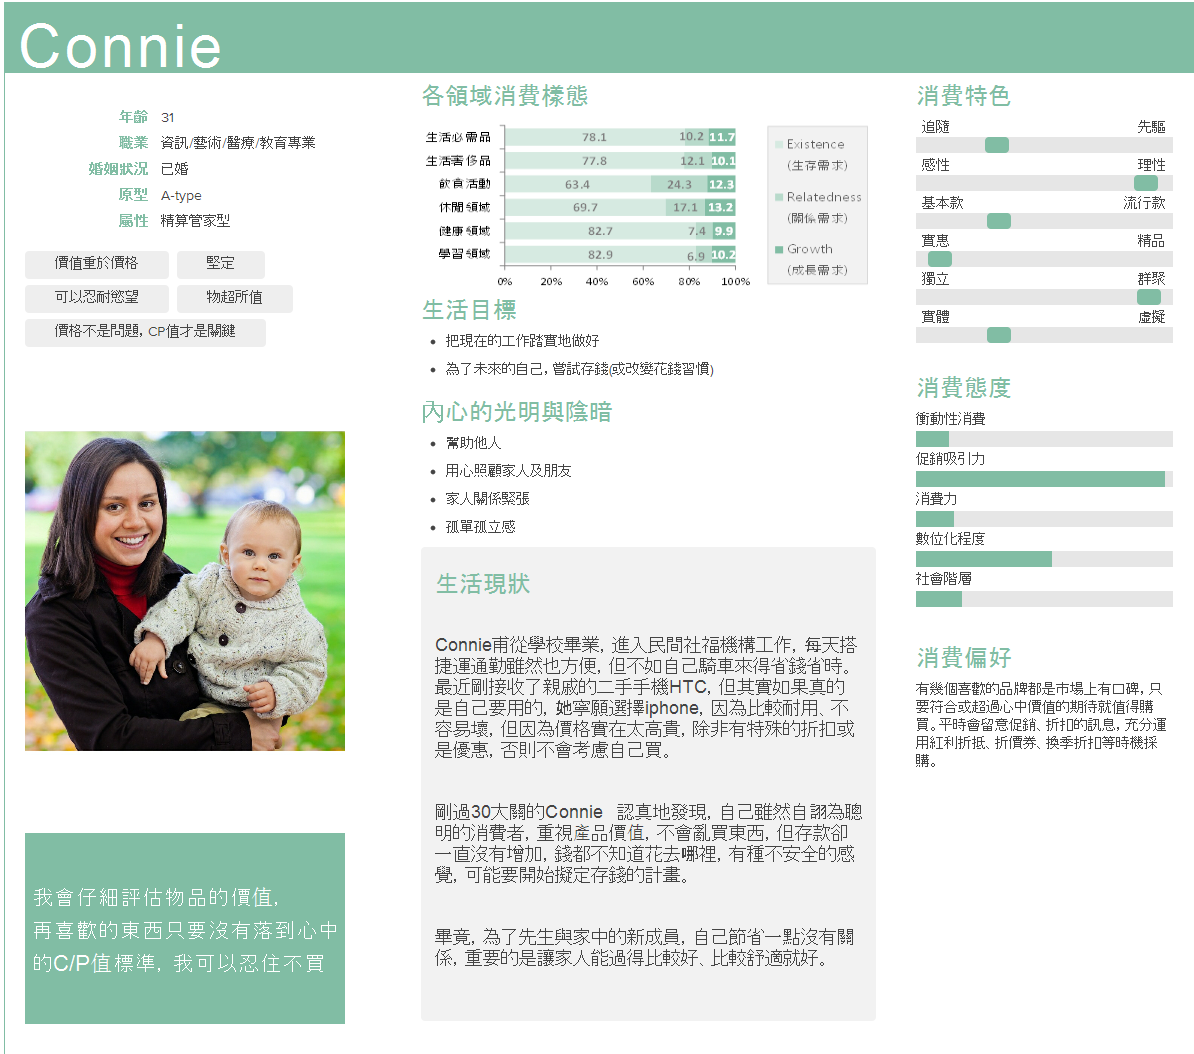 Connie
年齡 31
職業 資訊/藝術/醫療/教育專業
婚姻狀況 已婚
原型 A-type
屬性 精算管家型
價值重於價格 堅定
可以忍耐慾望 物超所值
價格不是問題, CP值才是關鍵
我會仔細評估物品的價值,
再喜歡的東西只要沒有落到心中
的C/P值標準, 我可以忍住不買
各領域消費樣態
生活必需品 78.1 10.2 11.7
生活奢侈品 77.8 12.1 10.1
飲食活動 63.4 24.3 12.3
休閒領域 69.7 17.1 13.2
健康領域 82.7 7.4 9.9
學習領域 82.9 6.9 10.2
0% 20% 40% 60% 80% 100%
Existence
(生存需求)
Relatedness
(關係需求)
Growth
(成長需求)
生活目標
• 把現在的工作踏實地做好
• 為了未來的自己, 嘗試存錢(或改變花錢習慣)
內心的光明與陰暗
• 幫助他人
• 用心照顧家人及朋友
• 家人關係緊張
• 孤單孤立感
生活現狀
Connie甫從學校畢業, 進入民間社福機構工作, 每天搭
捷運通勤雖然也方便, 但不如自己騎車來得省錢省時。
最近剛接收了親戚的二手手機HTC, 但其實如果真的
是自己要用的, 她寧願選擇iphone, 因為比較耐用、不
容易壞, 但因為價格實在太高貴, 除非有特殊的折扣或
是優惠, 否則不會考慮自己買。
剛過30大關的Connie 認真地發現, 自己雖然自詡為聰
明的消費者, 重視產品價值, 不會亂買東西, 但存款卻
一直沒有增加, 錢都不知道花去哪裡, 有種不安全的感
覺, 可能要開始擬定存錢的計畫。
畢竟, 為了先生與家中的新成員, 自己節省一點沒有關
係, 重要的是讓家人能過得比較好、比較舒適就好。
消費特色
追隨 先驅
感性 理性
基本款 流行款
實惠 精品
獨立 群聚
實體 虛擬
消費態度
衝動性消費
促銷吸引力
消費力
數位化程度
社會階層
消費偏好
有幾個喜歡的品牌都是市場上有口碑, 只
要符合或超過心中價值的期待就值得購
買。平時會留意促銷、折扣的訊息, 充分運
用紅利折抵、折價券、換季折扣等時機採
購。